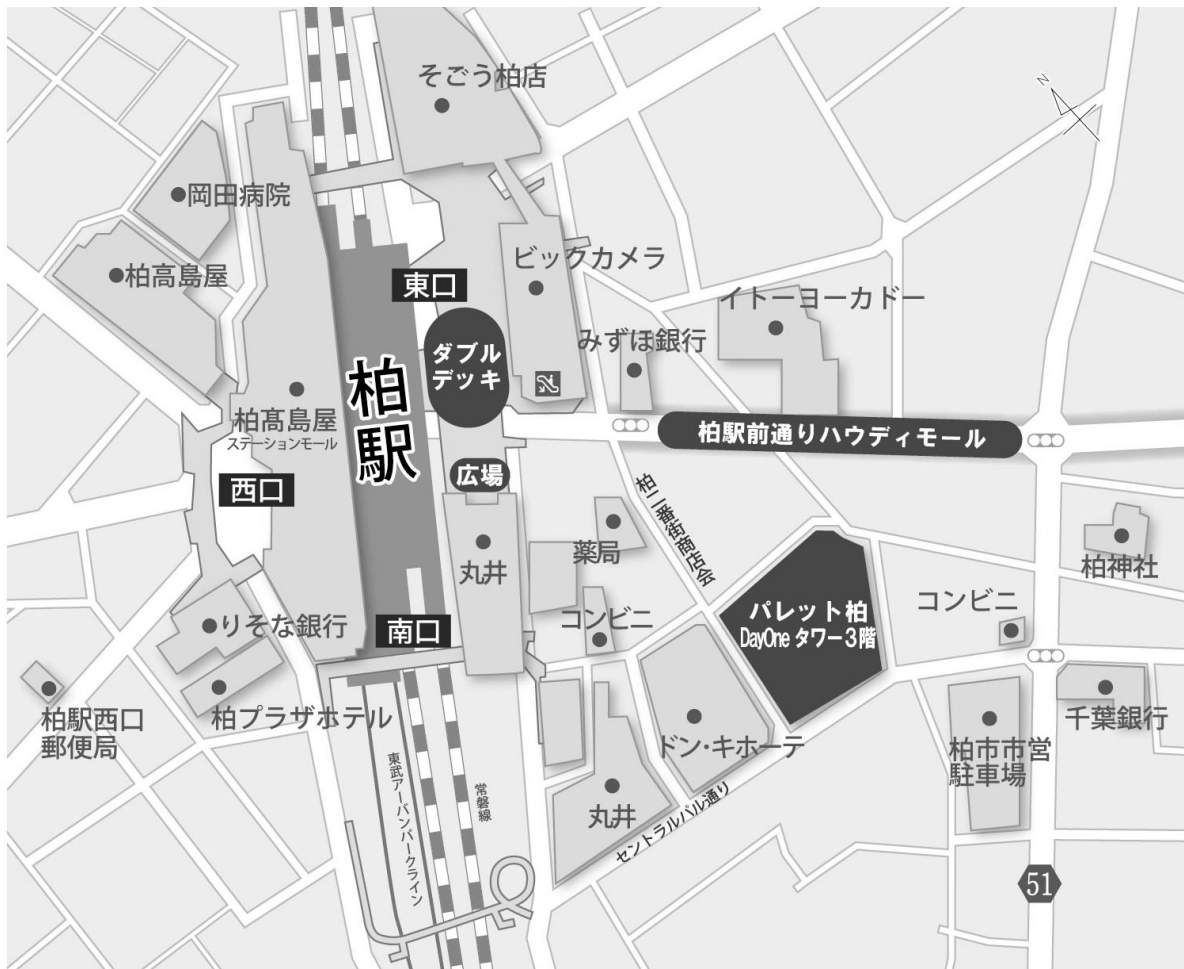 そごう柏店
N
岡田病院
柏高島屋
ビックカメラ
東口
イトーヨーカドー
みずほ銀行
ダブル
デッキ
柏駅
柏髙島屋
ステーションモール
柏駅前通りハウディモール
西口
広場
柏二番街商店会
薬局
丸井
柏神社
コンビニ
コンビニ
パレット柏
DayOne タワー3階
りそな銀行
南口
柏駅西口
郵便局
柏プラザホテル
ドン・キホーテ
千葉銀行
柏市市営
駐車場
東武アーバンパークライン
常磐線
丸井
セントラルパル通り
51